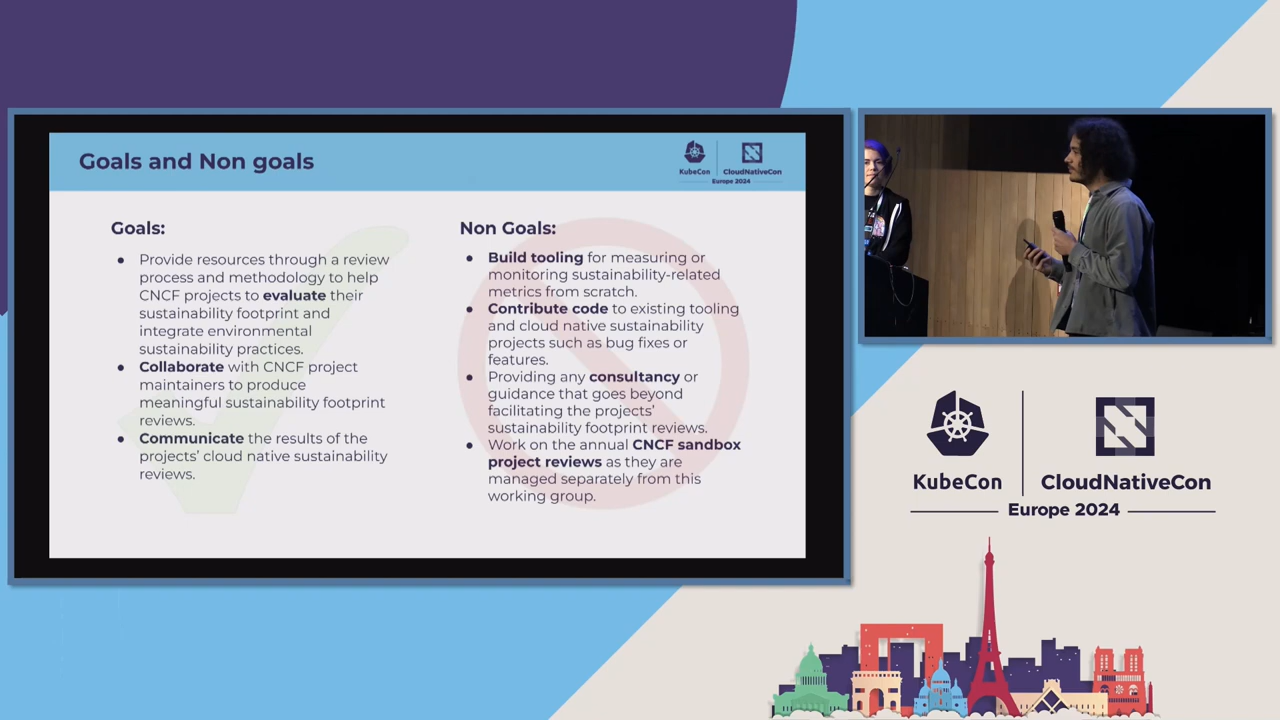 Goals and Non goals
KubeCon
CloudNativeCon
Europe 2024
Goals:
● Provide resources through a review
process and methodology to help
CNCF projects to evaluate their
sustainability footprint and
integrate environmental
sustainability practices.
● Collaborate with CNCF project
maintainers to produce
meaningful sustainability footprint
reviews.
● Communicate the results of the
projects' cloud native sustainability
reviews.
Non Goals:
● Build tooling for measuring or
monitoring sustainability-related
metrics from scratch.
● Contribute code to existing tooling
and cloud native sustainability
projects such as bug fixes or
features.
● Providing any consultancy or
guidance that goes beyond
facilitating the projects'
sustainability footprint reviews.
● Work on the annual CNCF sandbox
project reviews as they are
managed separately from this
working group.
KubeCon
CloudNativeCon
Europe 2024